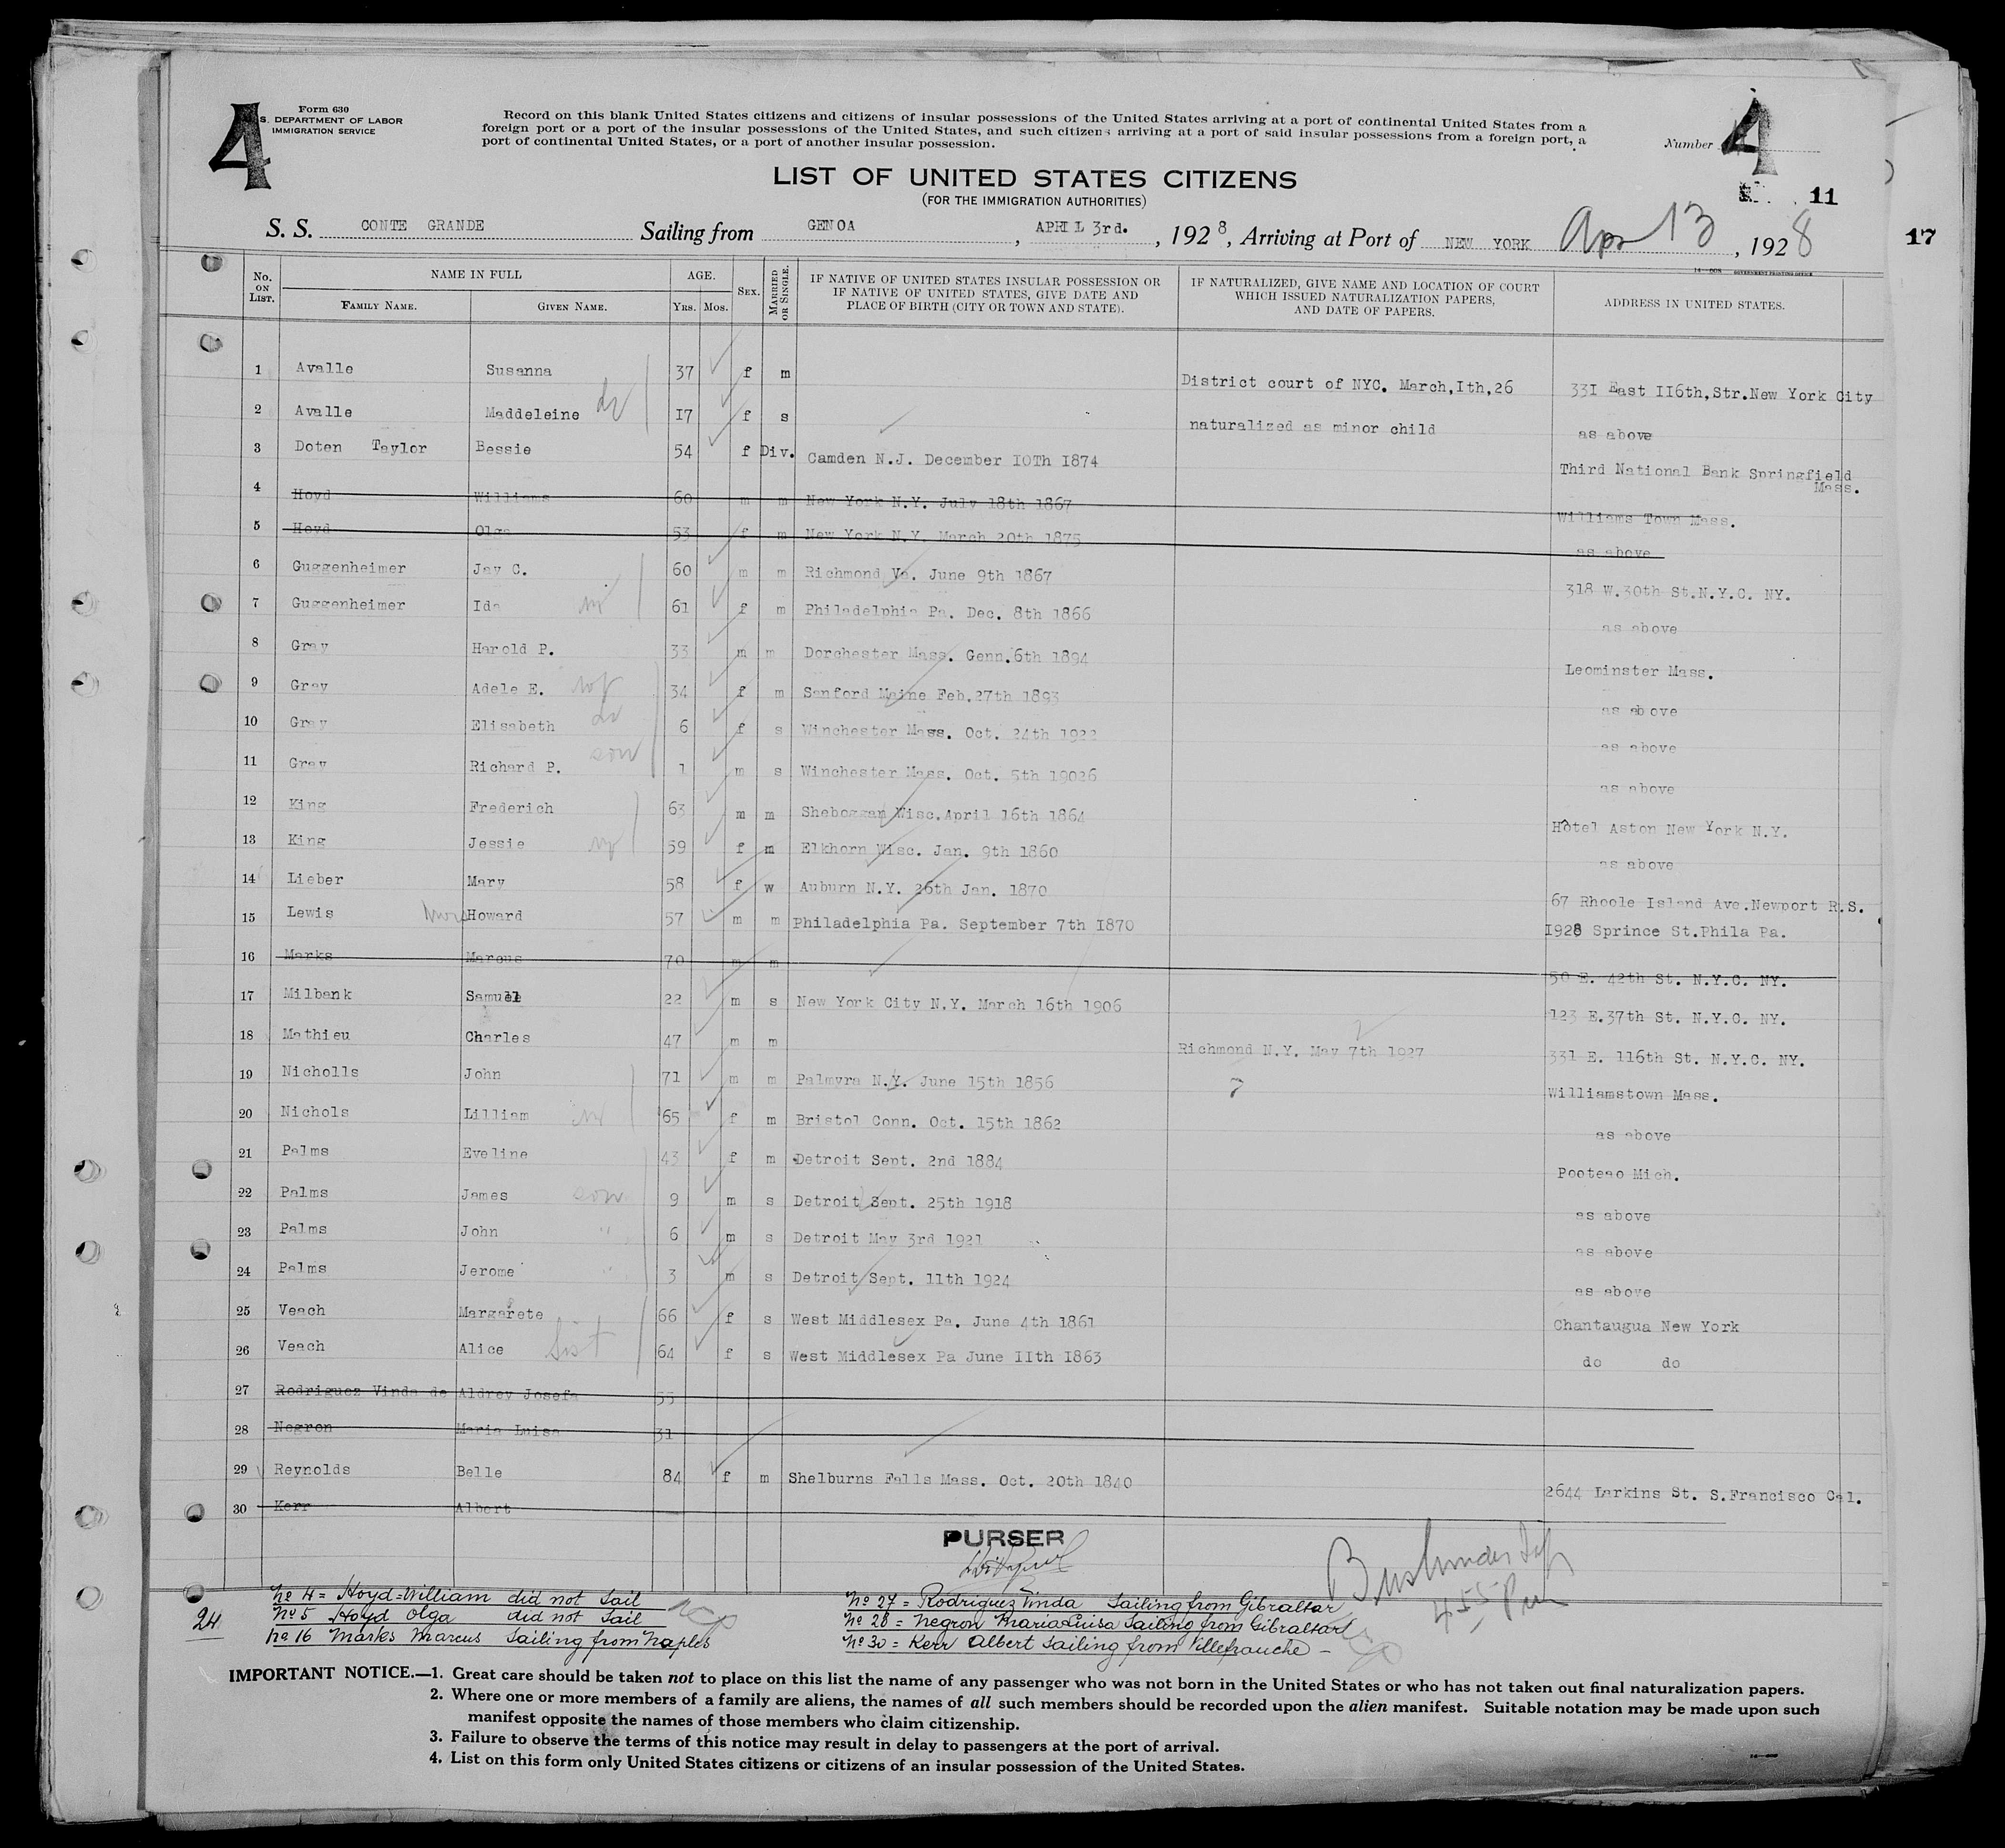 4
Form 630
S. DEPARTMENT OF LABOR
IMMIGRATION SERVICE
Record on this blank United States citizens and citizens of insular possessions of the United States arriving at a port of continental United States from a
foreign port or a port of the insular possessions of the United States, and such citizens arriving at a port of said insular possessions from a foreign port, a
port of continental United States, or a port of another insular possession.
Number 4
LIST OF UNITED STATES CITIZENS
(FOR THE IMMIGRATION AUTHORITIES)
11
17
S. S. CONTE GRANDE Sailing from GENOA, APRIL 3rd., 1928, Arriving at Port of NEW YORK Apr 13, 1928
No. ON LIST. NAME IN FULL FAMILY NAME. GIVEN NAME. AGE. YRS. MOS. SEX. MARRIED OR SINGLE. IF NATIVE OF UNITED STATES INSULAR POSSESSION OR IF NATIVE OF UNITED STATES, GIVE DATE AND PLACE OF BIRTH (CITY OR TOWN AND STATE). IF NATURALIZED, GIVE NAME AND LOCATION OF COURT WHICH ISSUED NATURALIZATION PAPERS, AND DATE OF PAPERS. ADDRESS IN UNITED STATES.
1 Avalle Susanna 37 f m District court of NYC. March,Ith,26 33I East II6th,Str.New York City
2 Avalle Maddeleine I7 f s naturalized as minor child as above
3 Doten Taylor Bessie 54 f Div. Camden N.J. December IOTh I874 Third National Bank Springfield Mass.
4 Hoyd Williams 60 m m New York N.Y. July 18th 1867 Williams Town Mass.
5 Hoyd Olga 53 f m New York N.Y. March 20th 1875 as above
6 Guggenheimer Jay C. 60 m m Richmond Va. June 9th 1867 318 W.30th St.N.Y.C. NY.
7 Guggenheimer Ida 61 f m Philadelphia Pa. Dec. 8th 1866 as above
8 Gray Harold P. 33 m m Dorchester Mass. Genn.6th 1894 Leominster Mass.
9 Gray Adele E. 34 f m Sanford Maine Feb.27th 1893 as above
10 Gray Elisabeth 6 f s Winchester Mass. Oct. 24th 1922 as above
11 Gray Richard P. son 1 m s Winchester Mass. Oct. 5th 19026 as above
12 King Frederich 63 m m Sheboggan Wisc.April 16th 1864 Hotel Aston New York N.Y.
13 King Jessie 59 f m Elkhorn Wisc. Jan. 9th 1860 as above
14 Lieber Mary 58 f w Auburn N.Y. 26th Jan. 1870 67 Rhoole Island Ave.Newport R.S.
15 Lewis Howard 57 m m Philadelphia Pa. September 7th I870 I928 Sprince St.Phila Pa.
16 Marks Marcus 70 m m 50 E. 42th St. N.Y.C. NY.
17 Milbank Samuel 22 m s New York City N.Y. March 16th 1906 123 E.37th St. N.Y.C. NY.
18 Mathieu Charles 47 m m Richmond N.Y. May 7th 1927 331 E. 116th St. N.Y.C. NY.
19 Nicholls John 71 m m Palmyra N.Y. June 15th 1856 7 Williamstown Mass.
20 Nichols Lilliam 65 f m Bristol Conn. Oct. 15th 1862 as above
21 Palms Eveline 43 f m Detroit Sept. 2nd 1884 Pooteao Mich.
22 Palms James son 9 m s Detroit Sept. 25th 1918 as above
23 Palms John " 6 m s Detroit May 3rd 1921 as above
24 Palms Jerome " 3 m s Detroit Sept. 11th 1924 as above
25 Veach Margarete 66 f s West Middlesex Pa. June 4th 1861 Chantaugua New York
26 Veach Alice Sist 64 f s West Middlesex Pa June IIth I863 do do
27 Rodriguez Vinda de Aldrey Josefa 55
28 Negron Maria Luisa 31
29 Reynolds Belle 84 f m Shelburns Falls Mass. Oct. 20th 1840 2644 Larkins St. S.Francisco Cal.
30 Kerr Albert
PURSER
24
No 4 = Hoyd=William did not sail
No 5 Hoyd Olga did not sail
No 16 Marks Marcus Sailing from Naples
No 27 = Rodriguez Vinda Sailing from Gibraltar
No 28 = Negron Maria Luisa Sailing from Gibraltar
No 30 = Kerr Albert sailing from Villefranche -
IMPORTANT NOTICE.—1. Great care should be taken not to place on this list the name of any passenger who was not born in the United States or who has not taken out final naturalization papers.
2. Where one or more members of a family are aliens, the names of all such members should be recorded upon the alien manifest. Suitable notation may be made upon such
manifest opposite the names of those members who claim citizenship.
3. Failure to observe the terms of this notice may result in delay to passengers at the port of arrival.
4. List on this form only United States citizens or citizens of an insular possession of the United States.